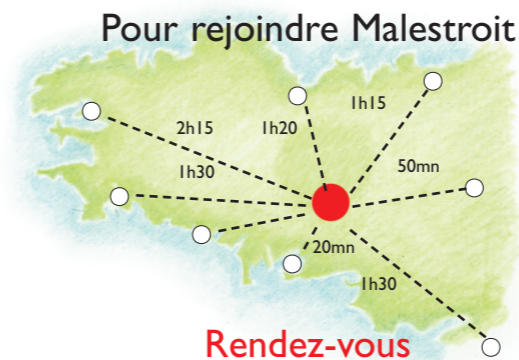 Pour rejoindre Malestroit
1h15
2h15
1h20
1h30
50mn
20mn
1h30
Rendez-vous